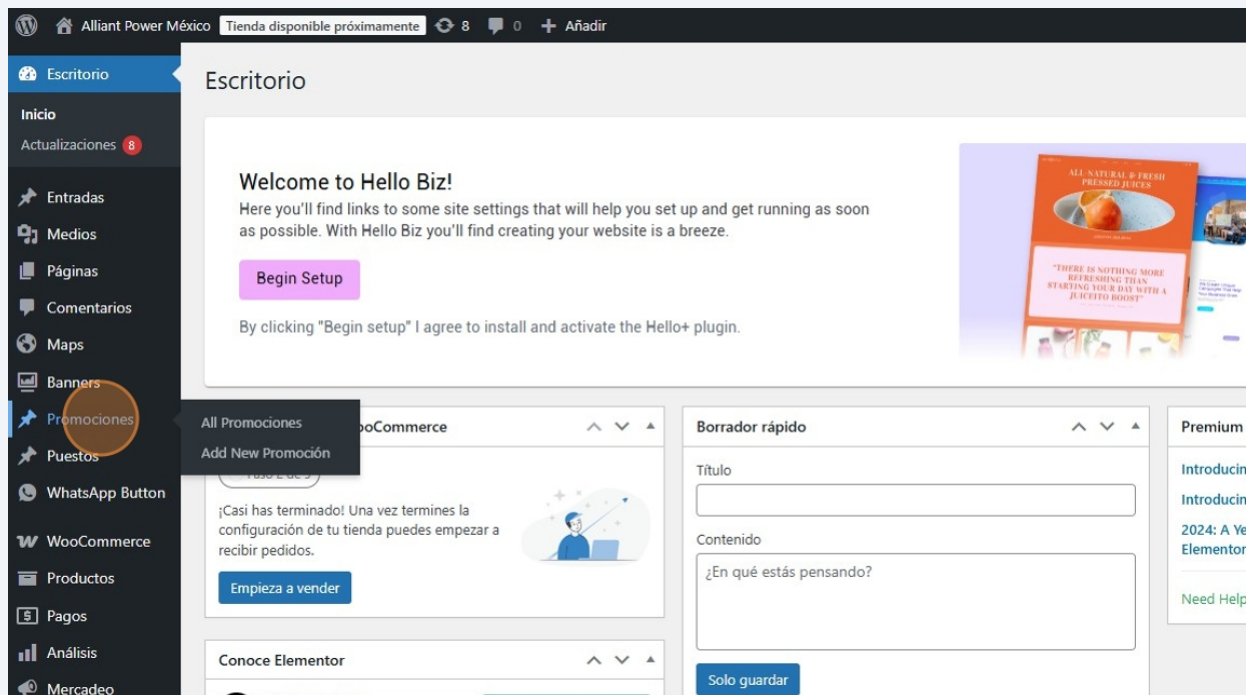 Alliant Power México Tienda disponible próximamente 8 0 Añadir
Escritorio
Inicio
Actualizaciones 8
Entradas
Medios
Páginas
Comentarios
Maps
Banners
Promociones
Puestos
WhatsApp Button
WooCommerce
Productos
Pagos
Análisis
Mercadeo
All Promociones
Add New Promoción
Escritorio
Welcome to Hello Biz!
Here you'll find links to some site settings that will help you set up and get running as soon
as possible. With Hello Biz you'll find creating your website is a breeze.
Begin Setup
By clicking "Begin setup" I agree to install and activate the Hello+ plugin.
ALL-NATURAL & FRESH
PRESSED JUICES
"THERE IS NOTHING MORE
REFRESHING THAN
STARTING YOUR DAY WITH A
JUICEITO BOOST"
ooCommerce
¡Casi has terminado! Una vez termines la
configuración de tu tienda puedes empezar a
recibir pedidos.
Empieza a vender
Conoce Elementor
Borrador rápido
Título
Contenido
¿En qué estás pensando?
Solo guardar
Premium
Introducin
Introducin
2024: A Ye
Elementor
Need Help